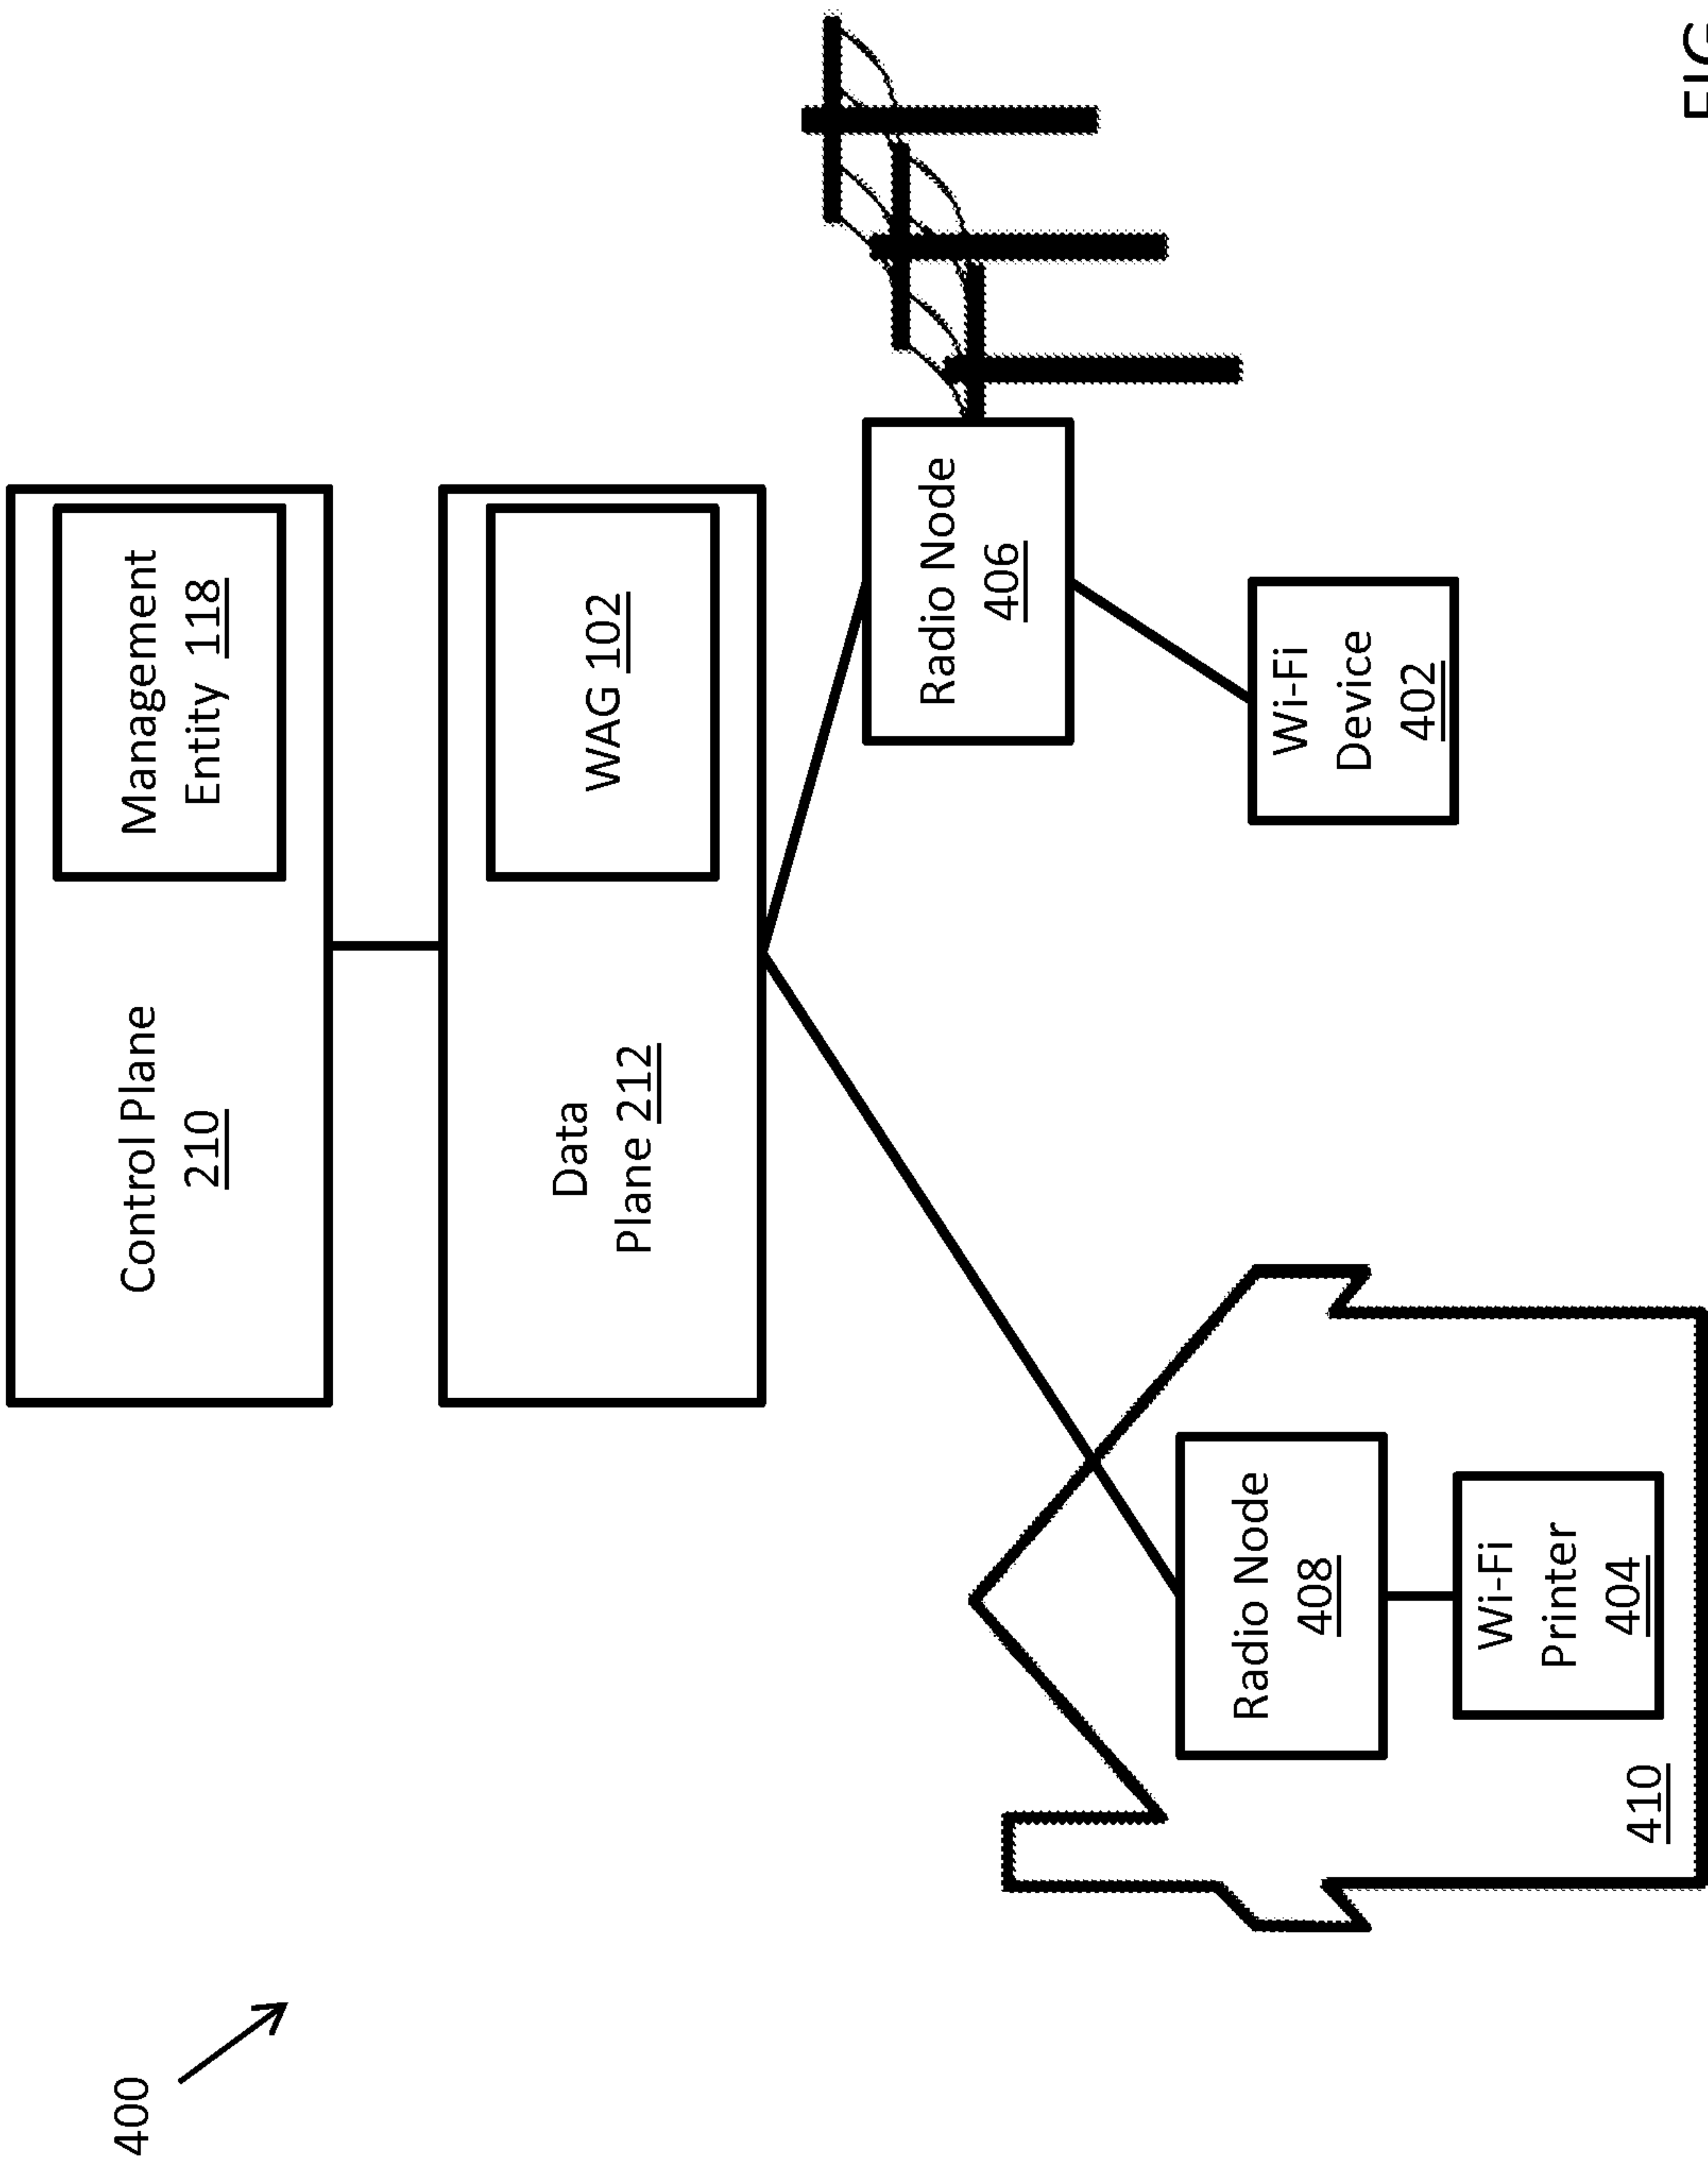 400
Control Plane
210
Management
Entity 118
Data
Plane 212
WAG 102
Radio Node
406
Wi-Fi
Device
402
Radio Node
408
Wi-Fi
Printer
404
410
FIG